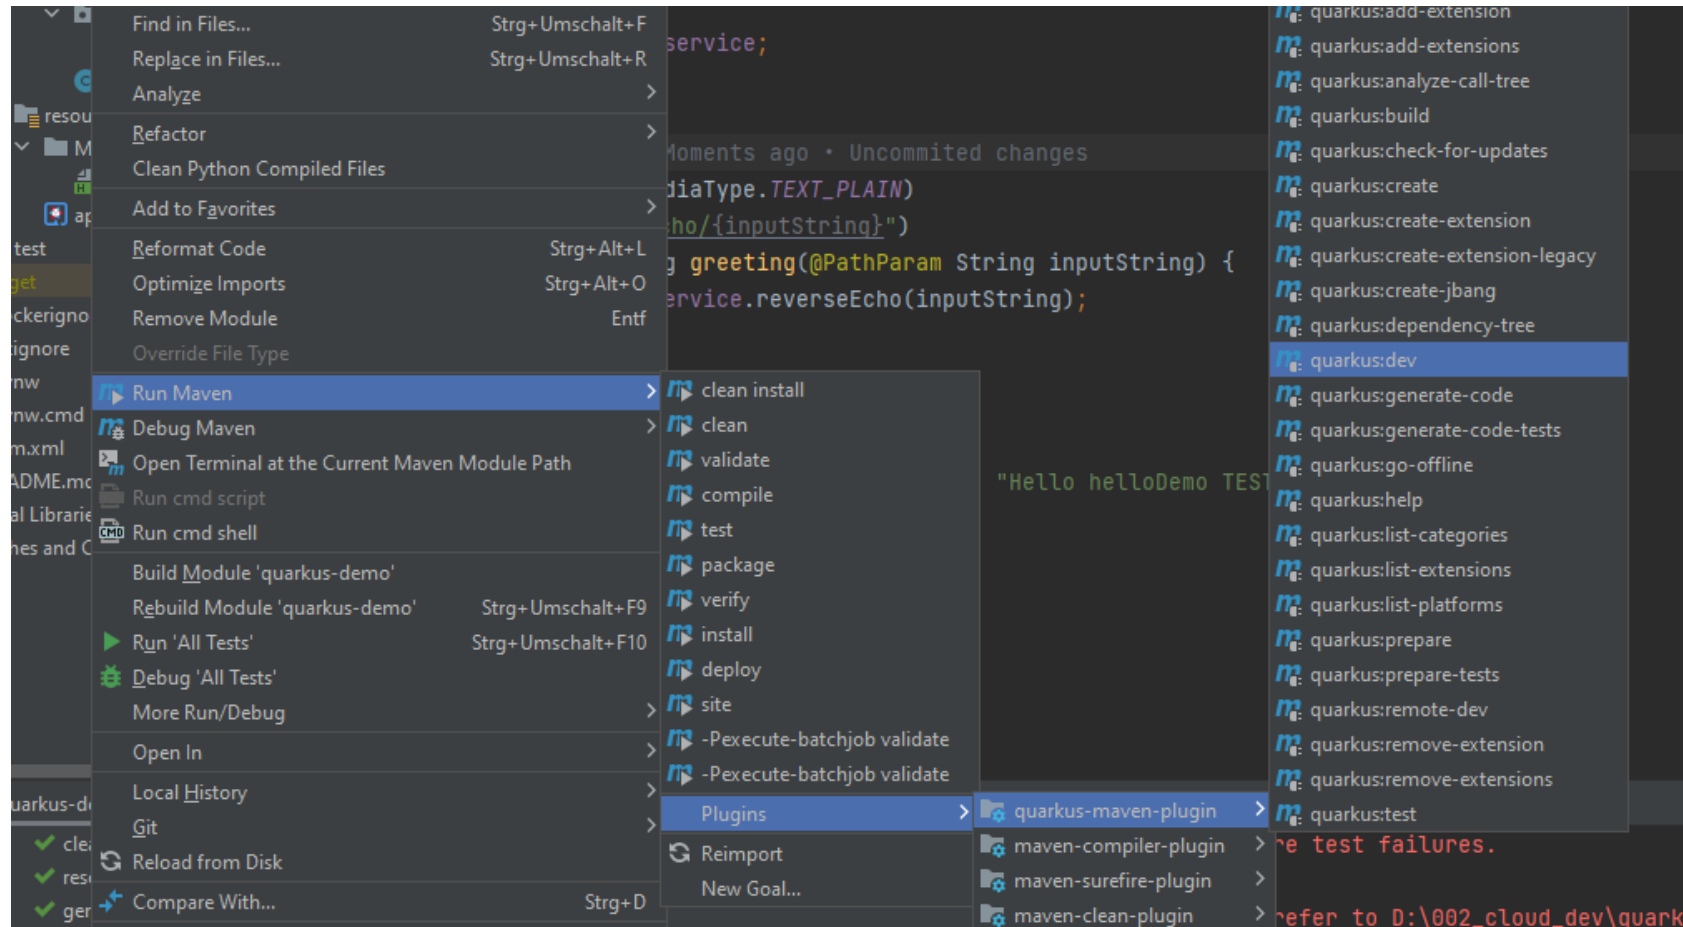 resou
M
ap
test
get
ckerigno
ignore
nw
nw.cmd
m.xml
ADME.md
al Librarie
hes and C
uarkus-de
clea
reso
gen
Find in Files... Strg+Umschalt+F
Replace in Files... Strg+Umschalt+R
Analyze
Refactor
Clean Python Compiled Files
Add to Favorites
Reformat Code Strg+Alt+L
Optimize Imports Strg+Alt+O
Remove Module Entf
Override File Type
Run Maven
Debug Maven
Open Terminal at the Current Maven Module Path
Run cmd script
Run cmd shell
Build Module 'quarkus-demo'
Rebuild Module 'quarkus-demo' Strg+Umschalt+F9
Run 'All Tests' Strg+Umschalt+F10
Debug 'All Tests'
More Run/Debug
Open In
Local History
Git
Reload from Disk
Compare With... Strg+D
service;
Moments ago • Uncommited changes
diaType.TEXT_PLAIN)
ho/{inputString}")
g greeting(@PathParam String inputString) {
ervice.reverseEcho(inputString);
"Hello helloDemo TEST
clean install
clean
validate
compile
test
package
verify
install
deploy
site
-Pexecute-batchjob validate
-Pexecute-batchjob validate
Plugins
Reimport
New Goal...
quarkus-maven-plugin
maven-compiler-plugin
maven-surefire-plugin
maven-clean-plugin
quarkus:add-extension
quarkus:add-extensions
quarkus:analyze-call-tree
quarkus:build
quarkus:check-for-updates
quarkus:create
quarkus:create-extension
quarkus:create-extension-legacy
quarkus:create-jbang
quarkus:dependency-tree
quarkus:dev
quarkus:generate-code
quarkus:generate-code-tests
quarkus:go-offline
quarkus:help
quarkus:list-categories
quarkus:list-extensions
quarkus:list-platforms
quarkus:prepare
quarkus:prepare-tests
quarkus:remote-dev
quarkus:remove-extension
quarkus:remove-extensions
quarkus:test
re test failures.
refer to D:\002_cloud_dev\quark